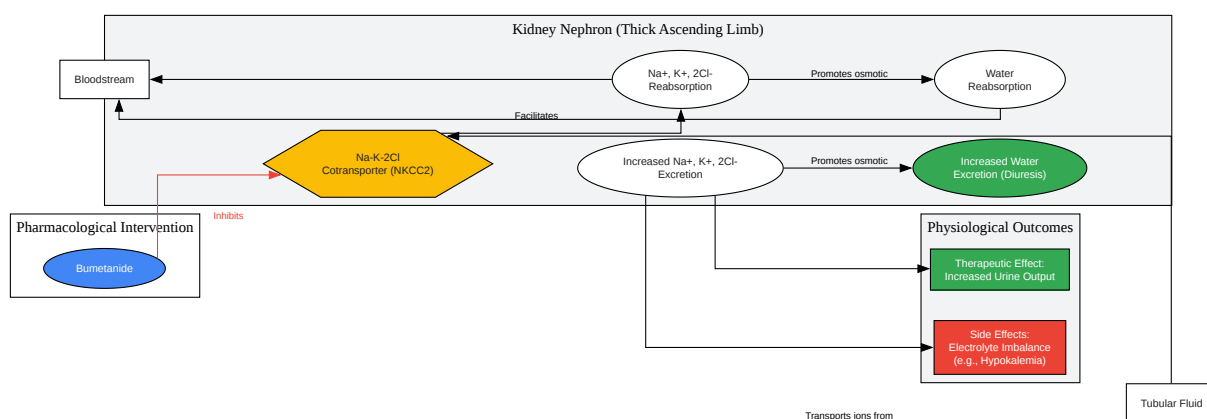 Kidney Nephron (Thick Ascending Limb)
Bloodstream
Na+, K+, 2Cl-
Reabsorption
Promotes osmotic
Water
Reabsorption
Facilitates
Na-K-2Cl
Cotransporter (NKCC2)
Increased Na+, K+, 2Cl-
Excretion
Promotes osmotic
Increased Water
Excretion (Diuresis)
Inhibits
Pharmacological Intervention
Bumetanide
Physiological Outcomes
Therapeutic Effect:
Increased Urine Output
Side Effects:
Electrolyte Imbalance
(e.g., Hypokalemia)
Tubular Fluid
Transports ions from